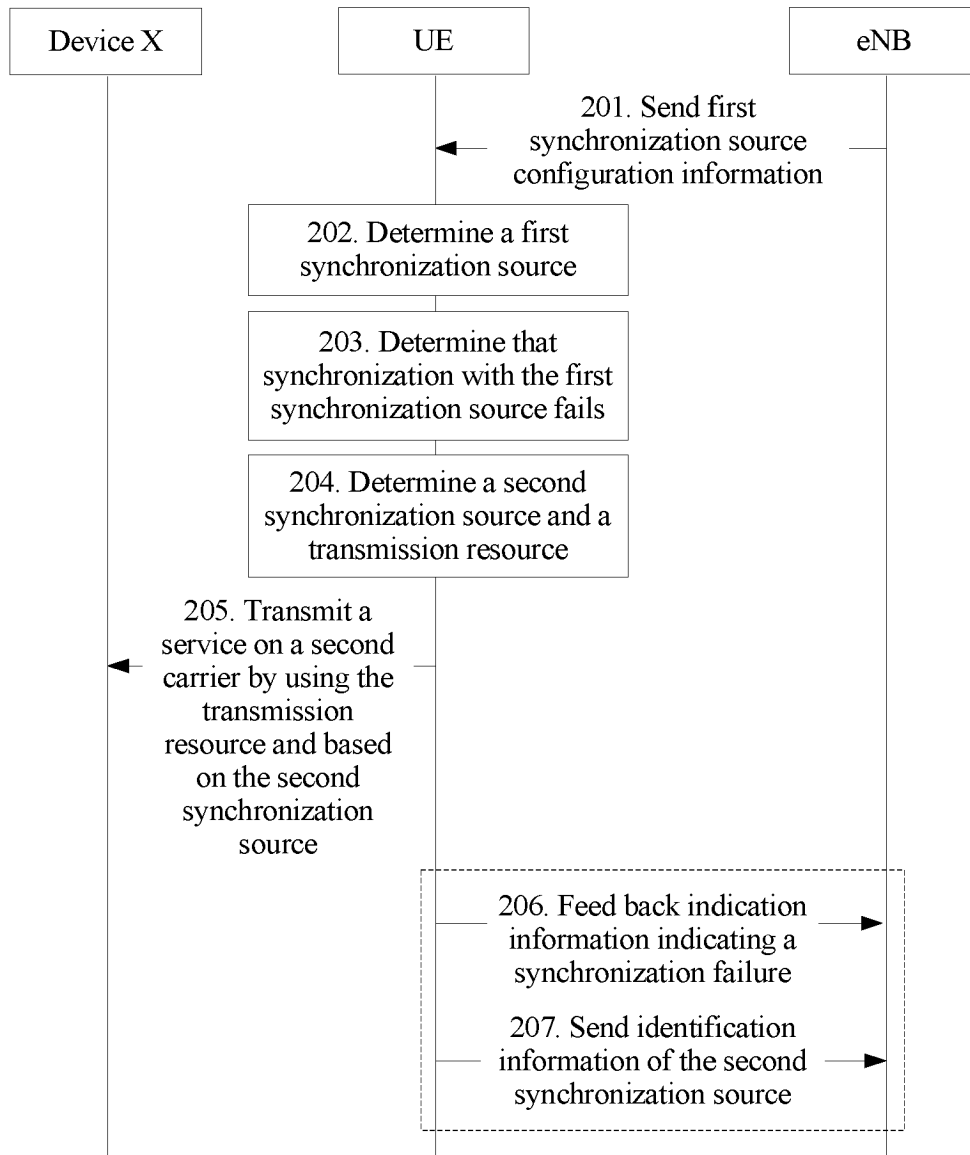 Device X
UE
eNB
201. Send first
synchronization source
configuration information
202. Determine a first
synchronization source
203. Determine that
synchronization with the first
synchronization source fails
204. Determine a second
synchronization source and a
transmission resource
205. Transmit a
service on a second
carrier by using the
transmission
resource and based
on the second
synchronization
source
206. Feed back indication
information indicating a
synchronization failure
207. Send identification
information of the second
synchronization source